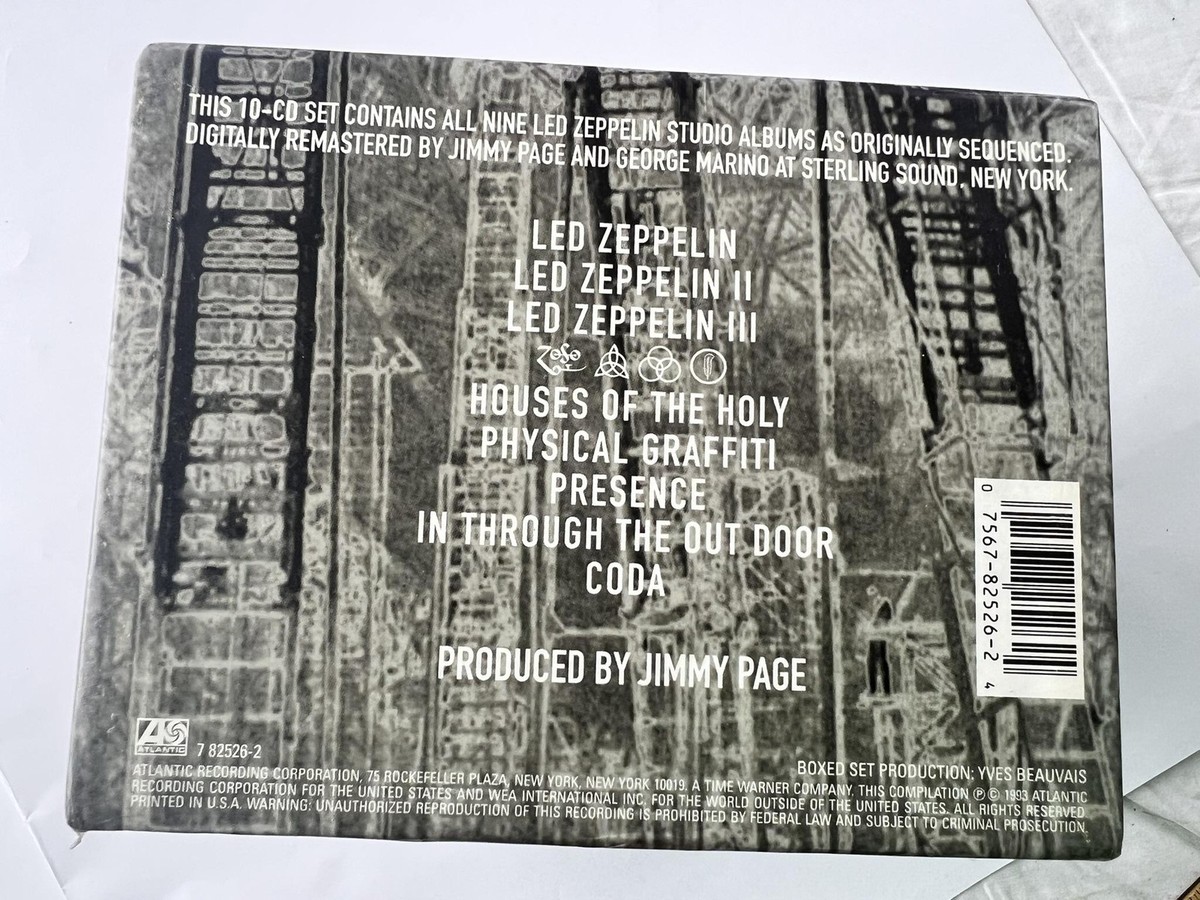 THIS 10-CD SET CONTAINS ALL NINE LED ZEPPELIN STUDIO ALBUMS AS ORIGINALLY SEQUENCED.
DIGITALLY REMASTERED BY JIMMY PAGE AND GEORGE MARINO AT STERLING SOUND, NEW YORK.
LED ZEPPELIN
LED ZEPPELIN II
LED ZEPPELIN III
ZoSo
HOUSES OF THE HOLY
PHYSICAL GRAFFITI
PRESENCE
IN THROUGH THE OUT DOOR
CODA
PRODUCED BY JIMMY PAGE
0 7567-82526-2 4
ATLANTIC
7 82526-2
BOXED SET PRODUCTION: YVES BEAUVAIS
ATLANTIC RECORDING CORPORATION, 75 ROCKEFELLER PLAZA, NEW YORK, NEW YORK 10019. A TIME WARNER COMPANY. THIS COMPILATION ℗ © 1993 ATLANTIC
RECORDING CORPORATION FOR THE UNITED STATES AND WEA INTERNATIONAL INC. FOR THE WORLD OUTSIDE OF THE UNITED STATES. ALL RIGHTS RESERVED
PRINTED IN U.S.A. WARNING: UNAUTHORIZED REPRODUCTION OF THIS RECORDING IS PROHIBITED BY FEDERAL LAW AND SUBJECT TO CRIMINAL PROSECUTION.